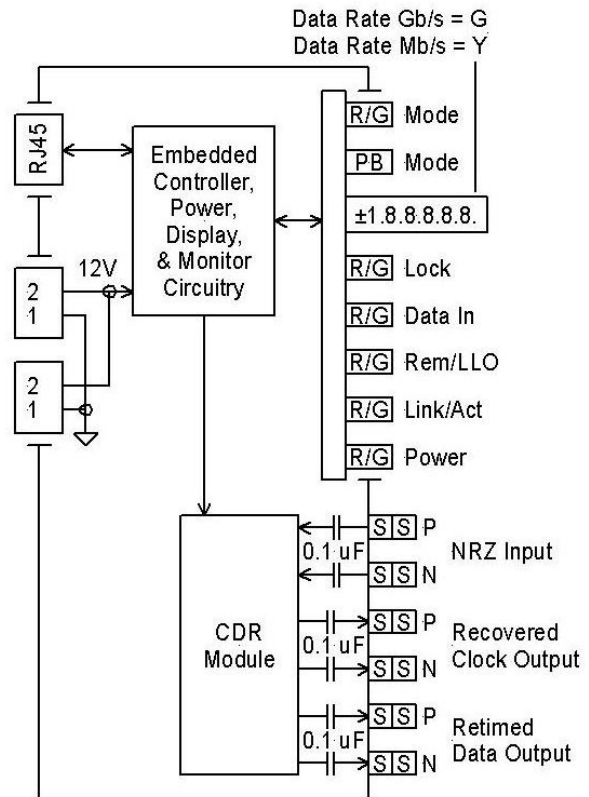 Data Rate Gb/s = G
Data Rate Mb/s = Y
RJ45
Embedded
Controller,
Power,
Display,
& Monitor
Circuitry
R/G Mode
PB Mode
±1.8.8.8.8.8.
R/G Lock
R/G Data In
R/G Rem/LLO
R/G Link/Act
R/G Power
12V
2
1
2
1
CDR
Module
0.1 uF
S S P
S S N
NRZ Input
0.1 uF
S S P
S S N
Recovered
Clock Output
0.1 uF
S S P
S S N
Retimed
Data Output